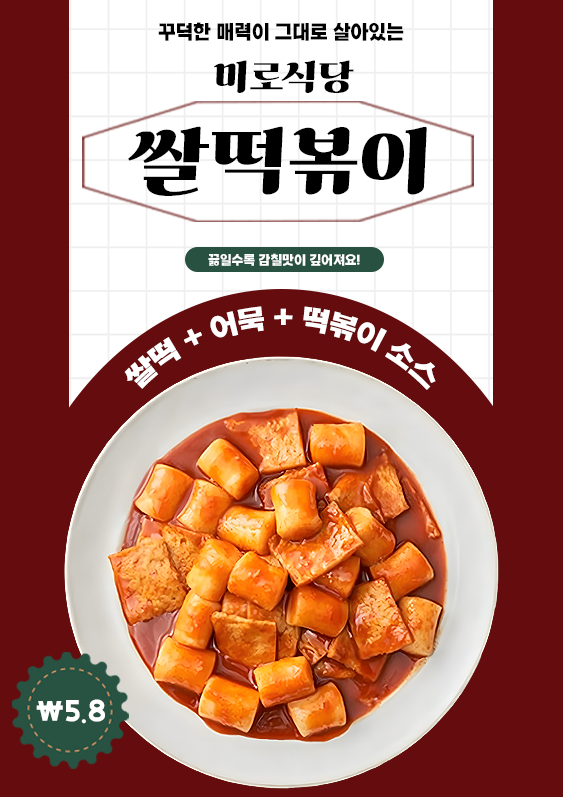 꾸덕한 매력이 그대로 살아있는
미로식당
쌀떡볶이
끓일수록 감칠맛이 깊어져요!
쌀떡 + 어묵 + 떡볶이 소스
₩5.8